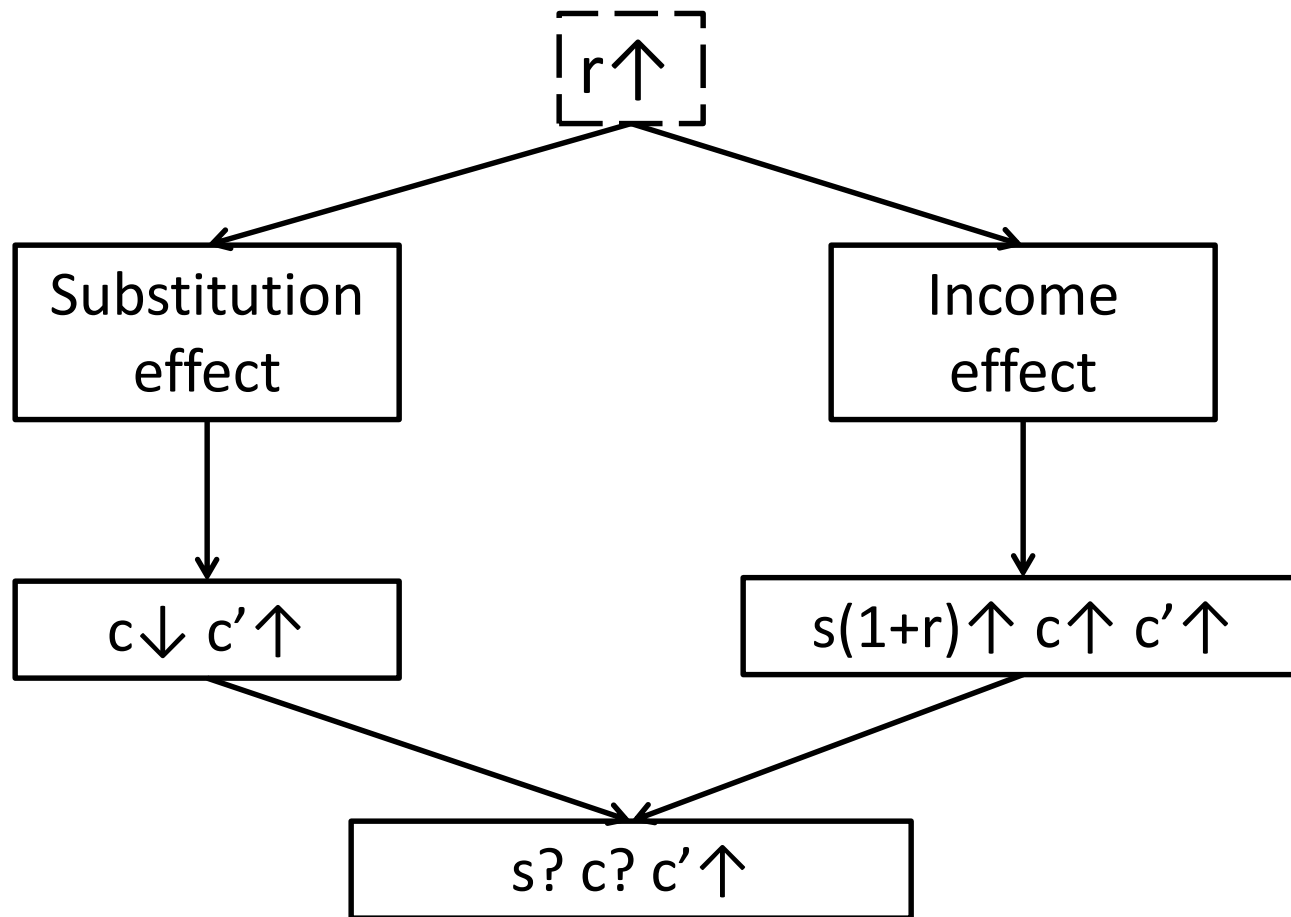 r↑
Substitution
effect
Income
effect
c↓ c’↑
s(1+r)↑ c↑ c’↑
s? c? c’↑